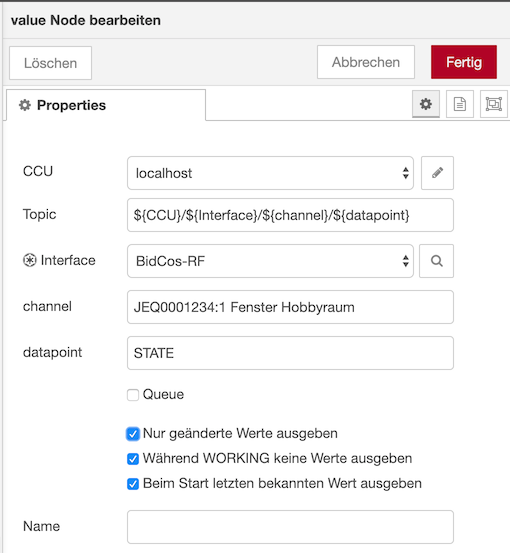 value Node bearbeiten
Löschen
Abbrechen
Fertig
Properties
CCU
localhost
Topic
${CCU}/${Interface}/${channel}/${datapoint}
Interface
BidCos-RF
channel
JEQ0001234:1 Fenster Hobbyraum
datapoint
STATE
Queue
Nur geänderte Werte ausgeben
Während WORKING keine Werte ausgeben
Beim Start letzten bekannten Wert ausgeben
Name